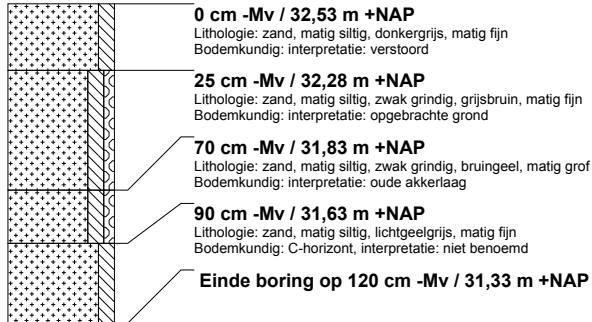 0 cm -Mv / 32,53 m +NAP
Lithologie: zand, matig siltig, donkergrijs, matig fijn
Bodemkundig: interpretatie: verstoord
25 cm -Mv / 32,28 m +NAP
Lithologie: zand, matig siltig, zwak grindig, grijsbruin, matig fijn
Bodemkundig: interpretatie: opgebrachte grond
70 cm -Mv / 31,83 m +NAP
Lithologie: zand, matig siltig, zwak grindig, bruingeel, matig grof
Bodemkundig: interpretatie: oude akkerlaag
90 cm -Mv / 31,63 m +NAP
Lithologie: zand, matig siltig, lichtgeelgrijs, matig fijn
Bodemkundig: C-horizont, interpretatie: niet benoemd
Einde boring op 120 cm -Mv / 31,33 m +NAP